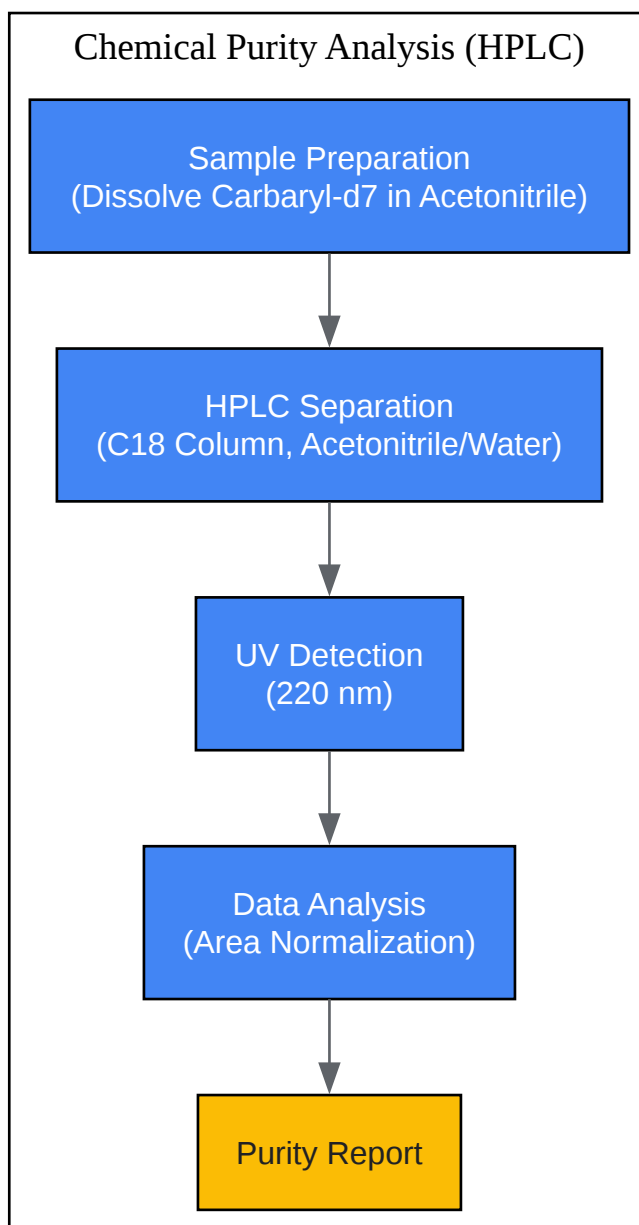 Chemical Purity Analysis (HPLC)
Sample Preparation
(Dissolve Carbaryl-d7 in Acetonitrile)
HPLC Separation
(C18 Column, Acetonitrile/Water)
UV Detection
(220 nm)
Data Analysis
(Area Normalization)
Purity Report